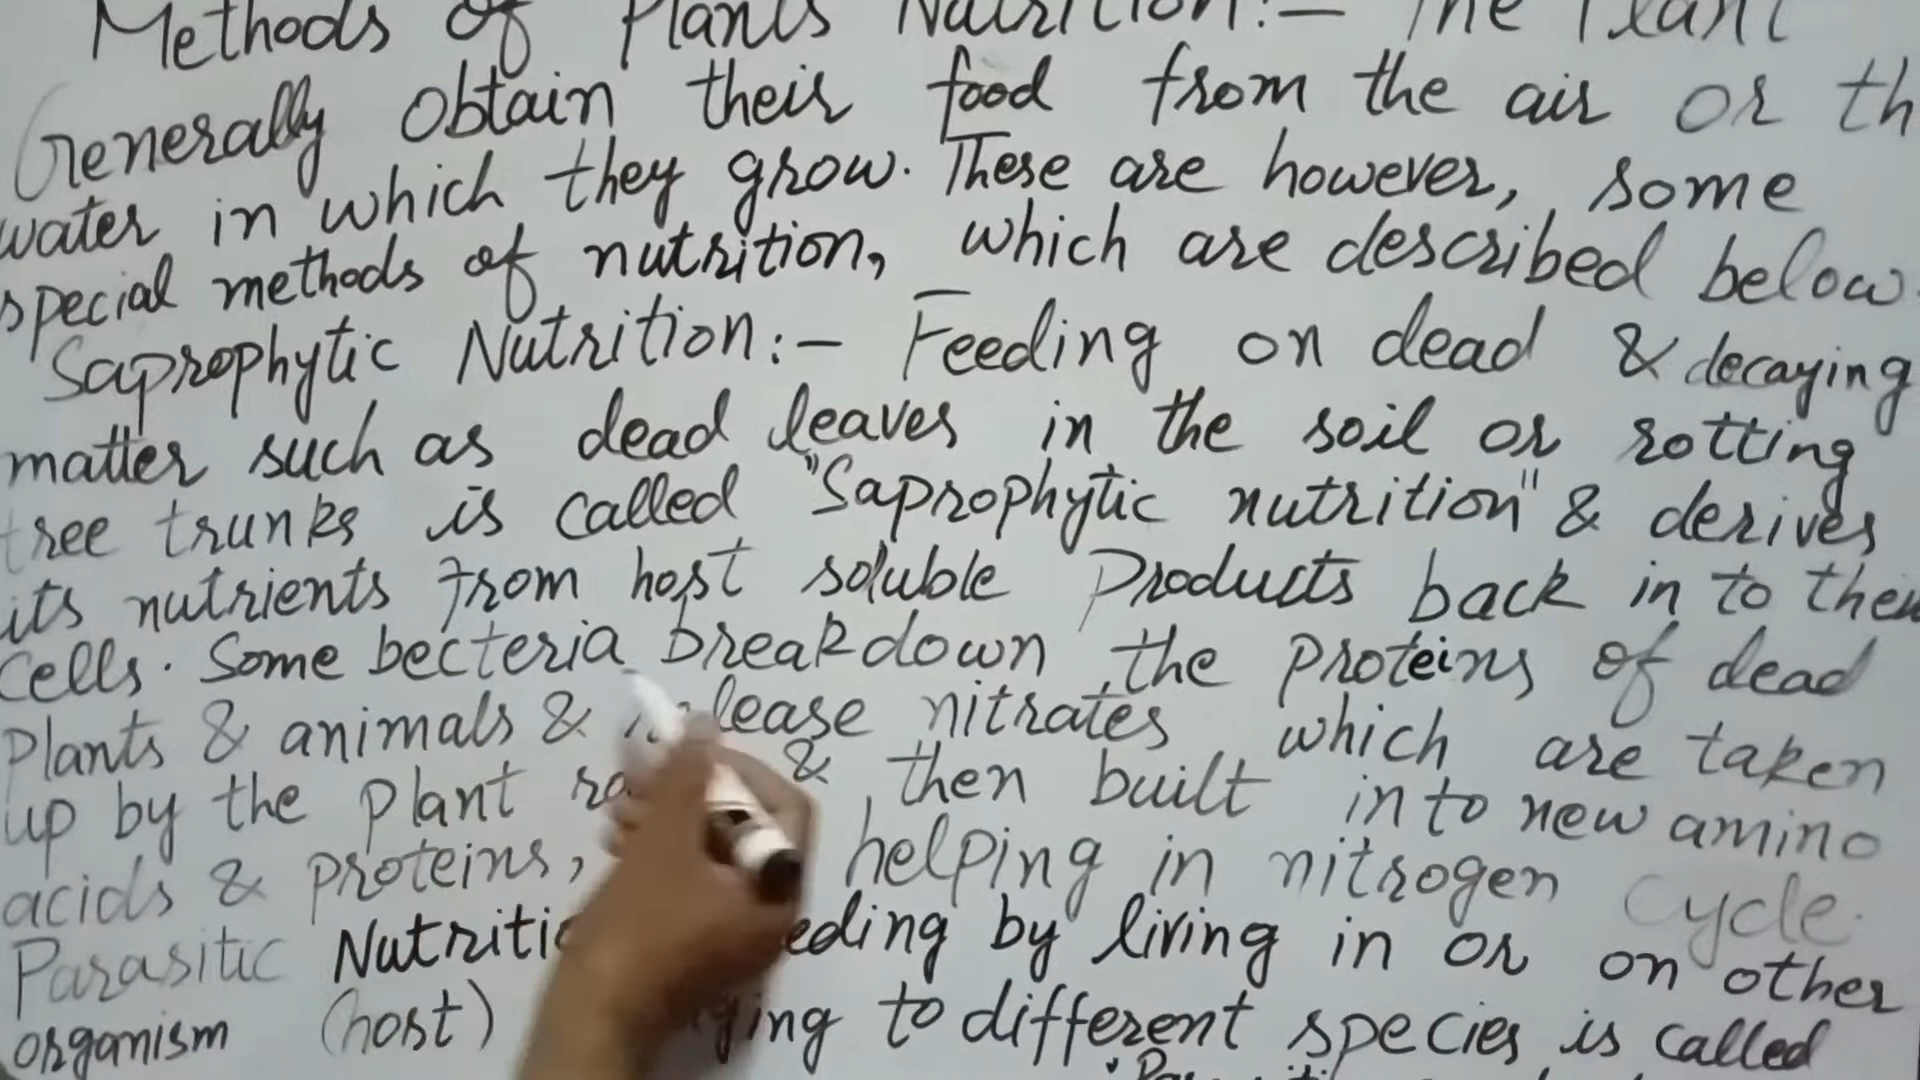 Methods of Plants Nutrition:- The Plant
Generally obtain their food from the air or th
water in which they grow. These are however, some
special methods of nutrition, which are described below.
Saprophytic Nutrition:- Feeding on dead & decaying
matter such as dead leaves in the soil or rotting
tree trunks is called "Saprophytic nutrition" & derives
its nutrients from host soluble Products back in to their
cells. Some becteria breakdown the proteins of dead
Plants & animals & lease nitrates which are taken
up by the plant & then built into new amino
acids & proteins, helping in nitrogen cycle.
Parasitic Nutriti eding by living in or on other
organism (host) ging to different species is called